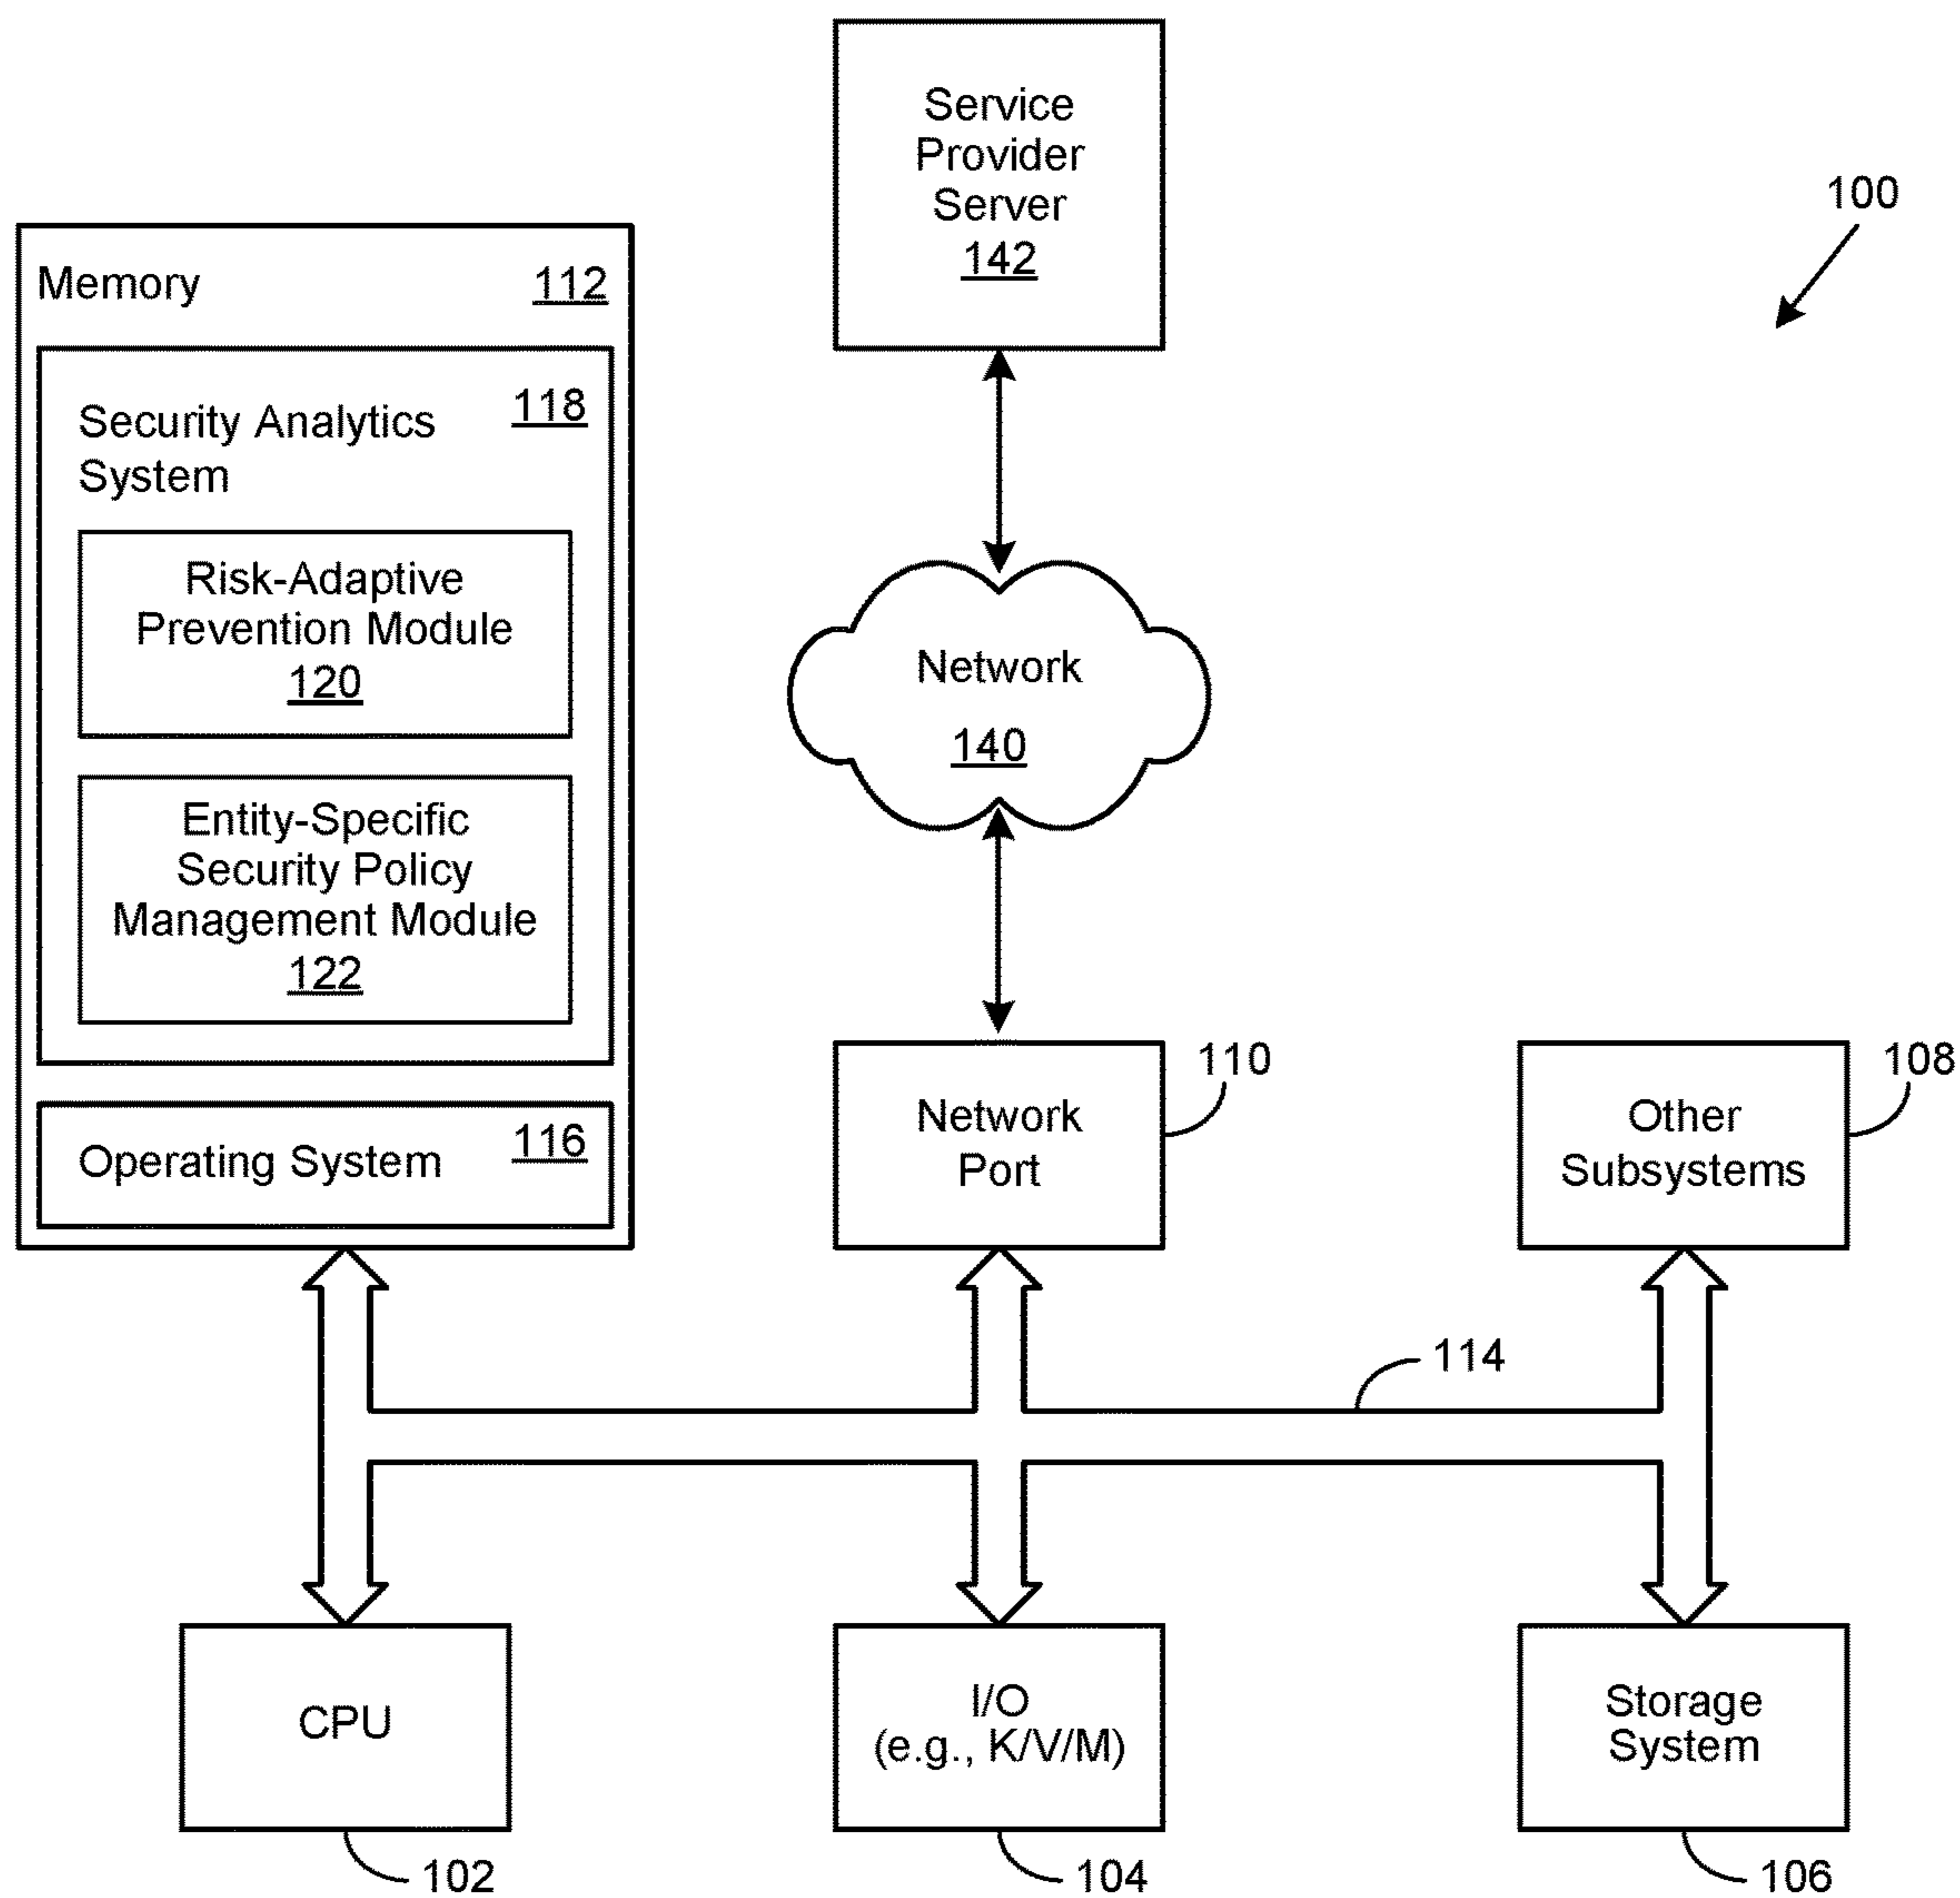 Service
Provider
Server
142
100
Memory 112
Security Analytics 118
System
Risk-Adaptive
Prevention Module
120
Entity-Specific
Security Policy
Management Module
122
Operating System 116
Network
140
Network
Port
110
Other
Subsystems
108
114
CPU
102
I/O
(e.g., K/V/M)
104
Storage
System
106